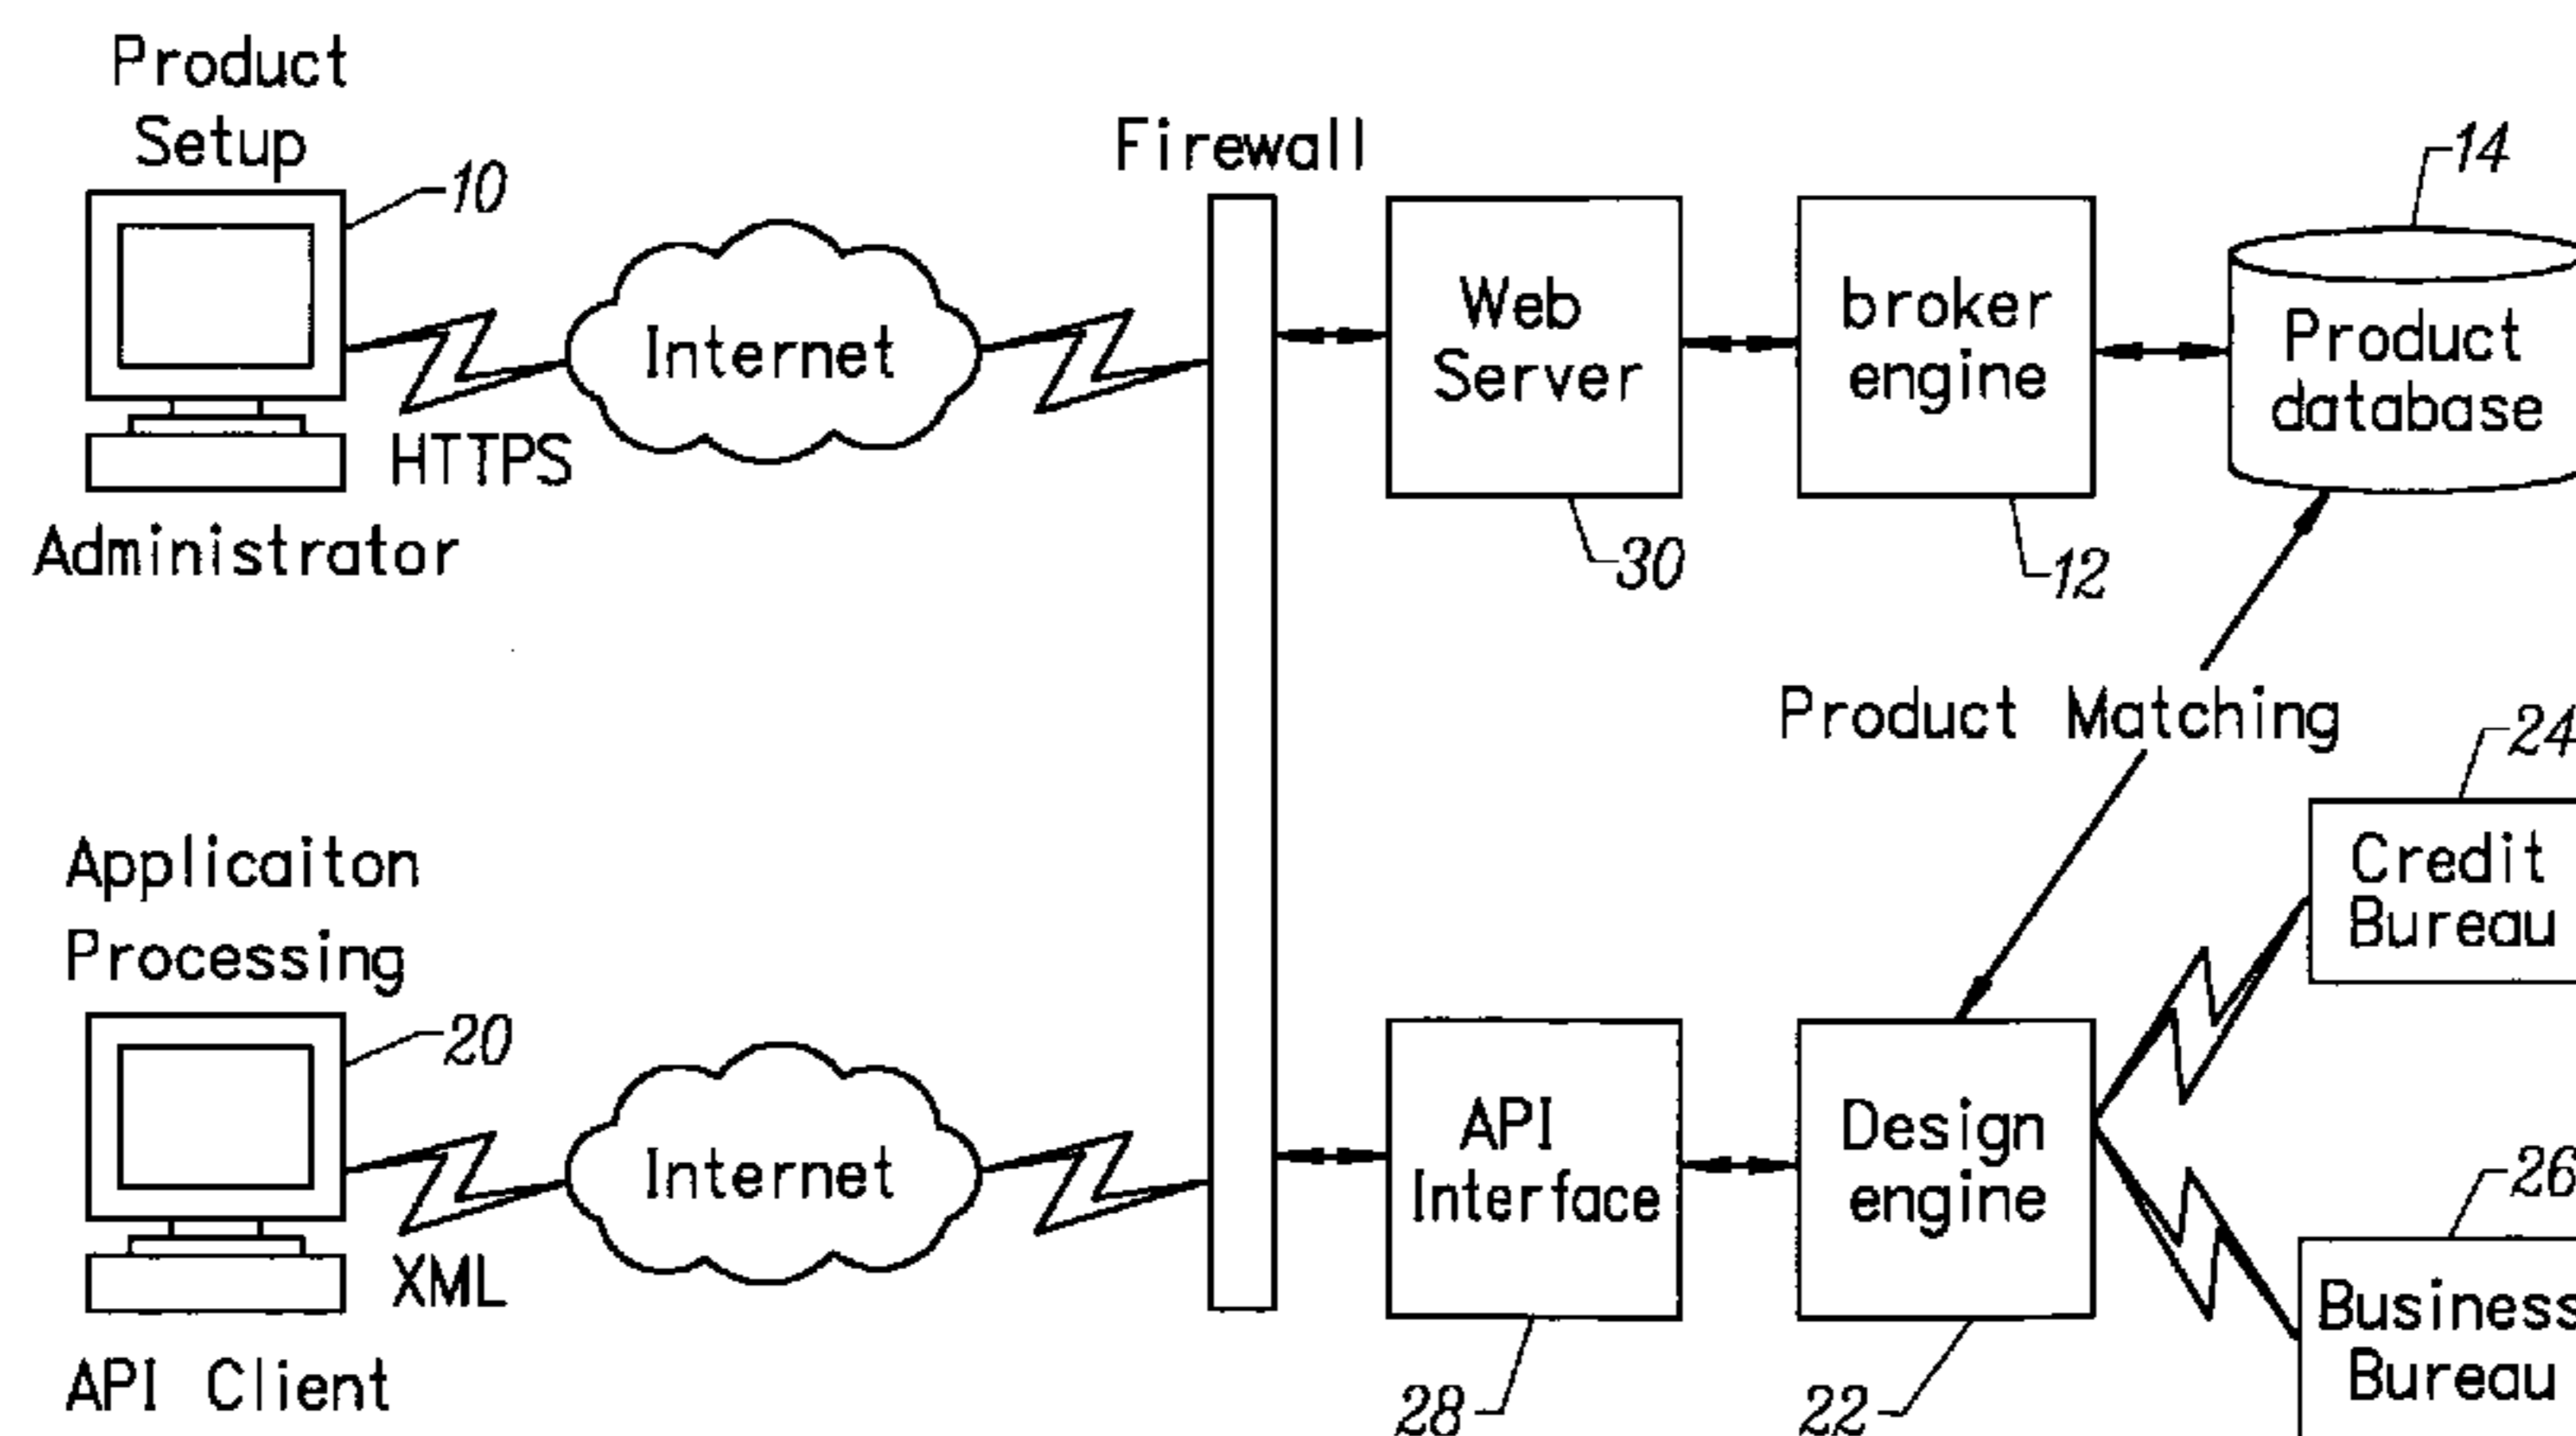 Product
Setup
10
HTTPS
Administrator
Internet
Firewall
Web
Server
30
broker
engine
12
14
Product
database
Product Matching
Applicaiton
Processing
20
XML
API Client
Internet
API
Interface
28
Design
engine
22
24
Credit
Bureau
26
Business
Bureau